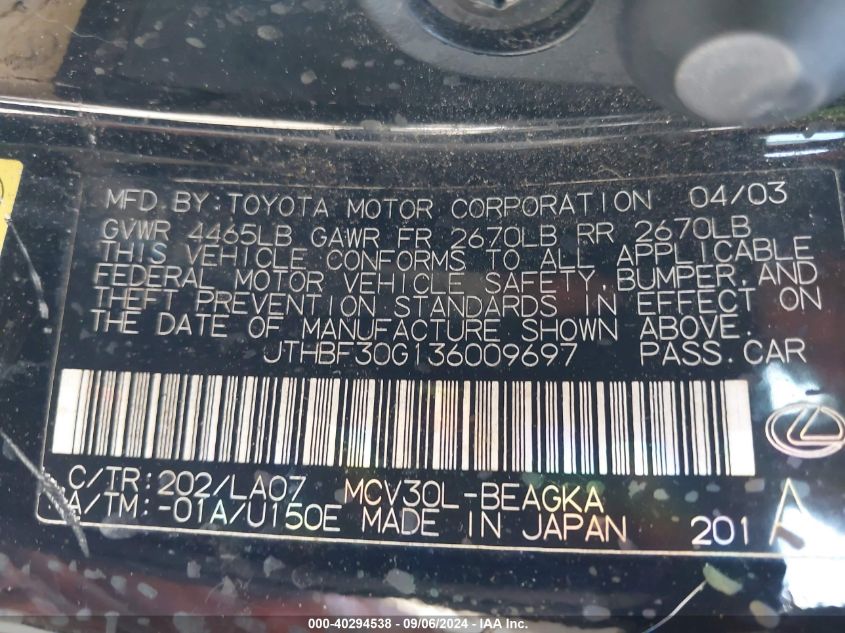 MFD. BY: TOYOTA MOTOR CORPORATION 04/03
GVWR 4465LB GAWR FR 2670LB RR 2670LB
THIS VEHICLE CONFORMS TO ALL APPLICABLE
FEDERAL MOTOR VEHICLE SAFETY, BUMPER, AND
THEFT PREVENTION STANDARDS IN EFFECT ON
THE DATE OF MANUFACTURE SHOWN ABOVE.
JTHBF30G136009697 PASS. CAR
C/TR: 202/LA07 MCV30L-BEAGKA
A/TM: -01A/U150E MADE IN JAPAN 201 A
000-40294538 - 09/06/2024 - IAA Inc.